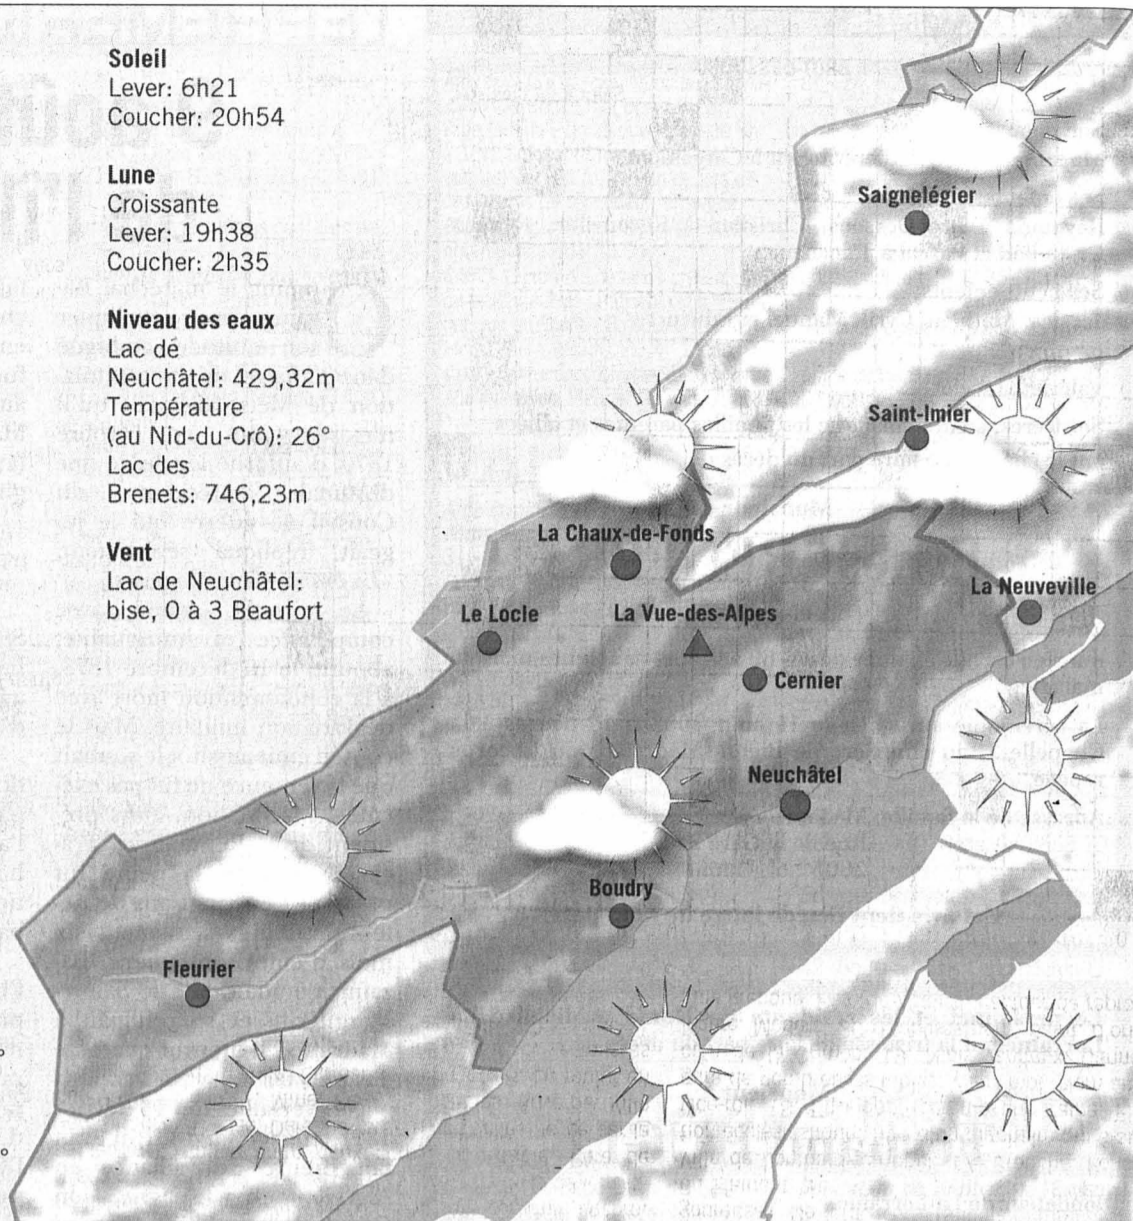 Soleil
Lever: 6h21
Coucher: 20h54
Lune
Croissante
Lever: 19h38
Coucher: 2h35
Niveau des eaux
Lac de
Neuchâtel: 429,32m
Température
(au Nid-du-Crô): 26°
Lac des
Brenets: 746,23m
Vent
Lac de Neuchâtel:
bise, 0 à 3 Beaufort
Saignelégier
Saint-Imier
La Chaux-de-Fonds
La Neuveville
Le Locle
La Vue-des-Alpes
Cernier
Neuchâtel
Boudry
Fleurier